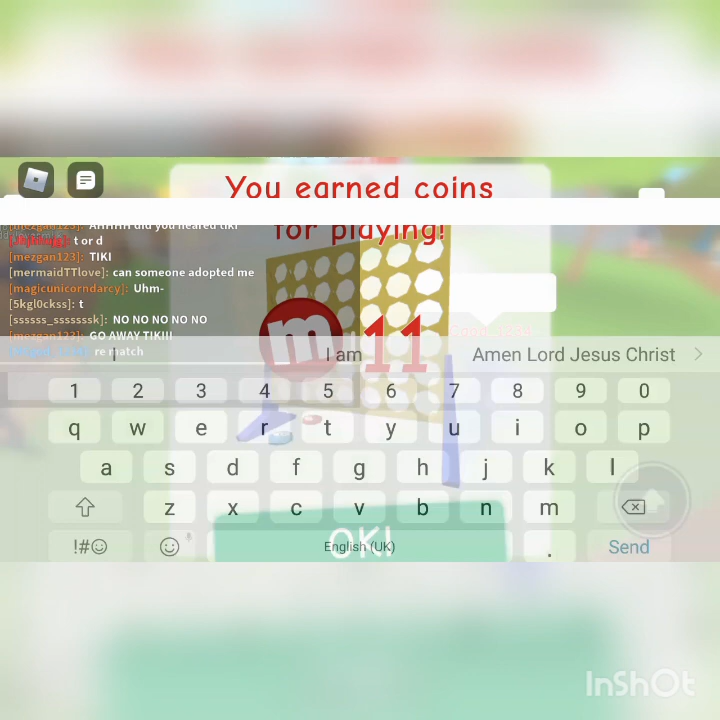 You earned coins
for playing!
[mezgan123]: AHHHH did you heared tiki
t or d
[mezgan123]: TIKI
[mermaidTTlove]: can someone adopted me
[magicunicorndarcy]: Uhm-
[5kgl0ckss]: t
[ssssss_sssssssk]: NO NO NO NO NO
[mezgan123]: GO AWAY TIKI!!
re match
m 11
I
I am
Amen Lord Jesus Christ
1 2 3 4 5 6 7 8 9 0
q w e r t y u i o p
a s d f g h j k l
z x c v b n m
!#☺
English (UK)
OK!
.
Send
InShOt